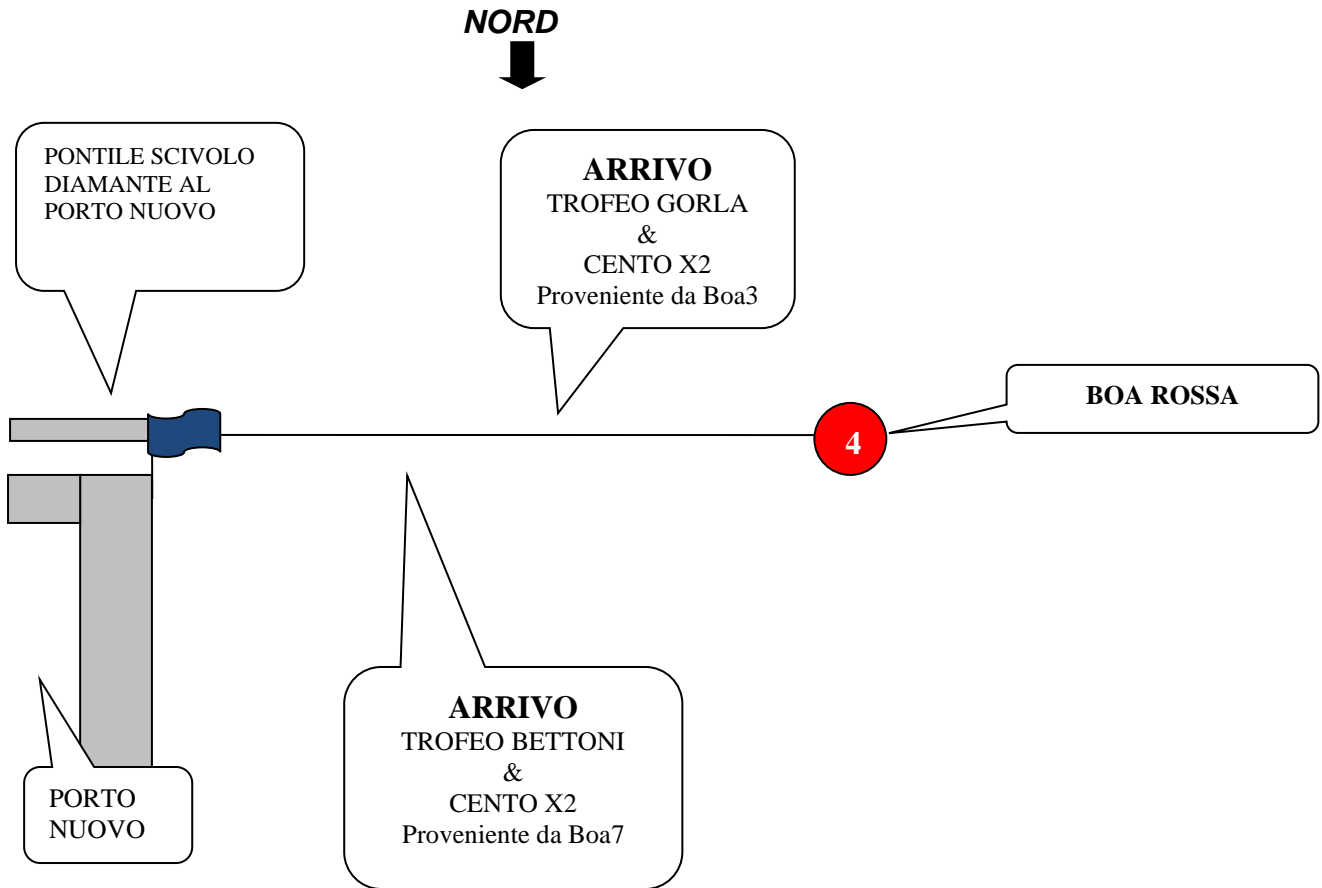 NORD
PONTILE SCIVOLO
DIAMANTE AL
PORTO NUOVO
ARRIVO
TROFEO GORLA
&
CENTO X2
Proveniente da Boa3
BOA ROSSA
4
ARRIVO
TROFEO BETTONI
&
CENTO X2
Proveniente da Boa7
PORTO
NUOVO